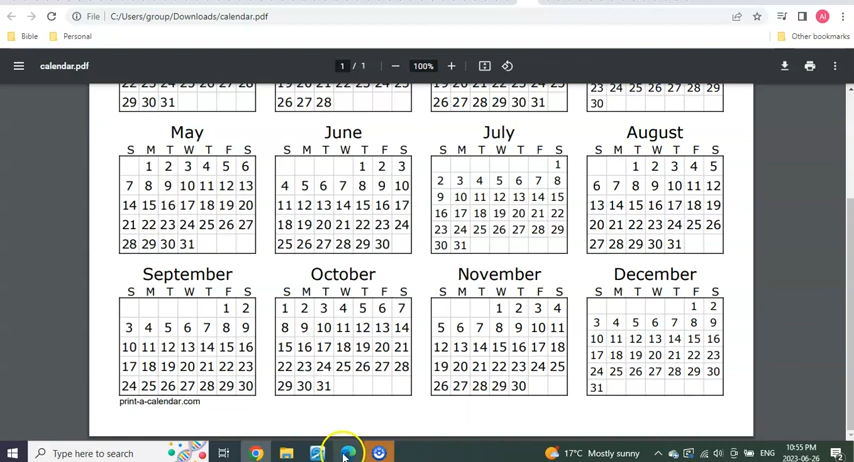 File C:/Users/group/Downloads/calendar.pdf AI
Bible Personal Other bookmarks
calendar.pdf 1 / 1 100%
29 30 31 26 27 28 26 27 28 29 30 31 23 24 25 26 27 28 29
30
May June July August
S M T W T F S S M T W T F S S M T W T F S S M T W T F S
1 2 3 4 5 6
7 8 9 10 11 12 13
14 15 16 17 18 19 20
21 22 23 24 25 26 27
28 29 30 31
1 2 3
4 5 6 7 8 9 10
11 12 13 14 15 16 17
18 19 20 21 22 23 24
25 26 27 28 29 30
1
2 3 4 5 6 7 8
9 10 11 12 13 14 15
16 17 18 19 20 21 22
23 24 25 26 27 28 29
30 31
1 2 3 4 5
6 7 8 9 10 11 12
13 14 15 16 17 18 19
20 21 22 23 24 25 26
27 28 29 30 31
September October November December
S M T W T F S S M T W T F S S M T W T F S S M T W T F S
1 2
3 4 5 6 7 8 9
10 11 12 13 14 15 16
17 18 19 20 21 22 23
24 25 26 27 28 29 30
1 2 3 4 5 6 7
8 9 10 11 12 13 14
15 16 17 18 19 20 21
22 23 24 25 26 27 28
29 30 31
1 2 3 4
5 6 7 8 9 10 11
12 13 14 15 16 17 18
19 20 21 22 23 24 25
26 27 28 29 30
1 2
3 4 5 6 7 8 9
10 11 12 13 14 15 16
17 18 19 20 21 22 23
24 25 26 27 28 29 30
31
print-a-calendar.com
Type here to search 17°C Mostly sunny ENG 10:55 PM
2023-06-26 2